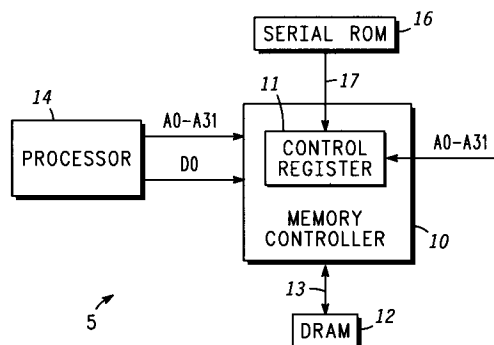 16
SERIAL ROM
17
14
PROCESSOR
A0-A31
D0
11
CONTROL
REGISTER
A0-A31
MEMORY
CONTROLLER
10
13
5
DRAM
12